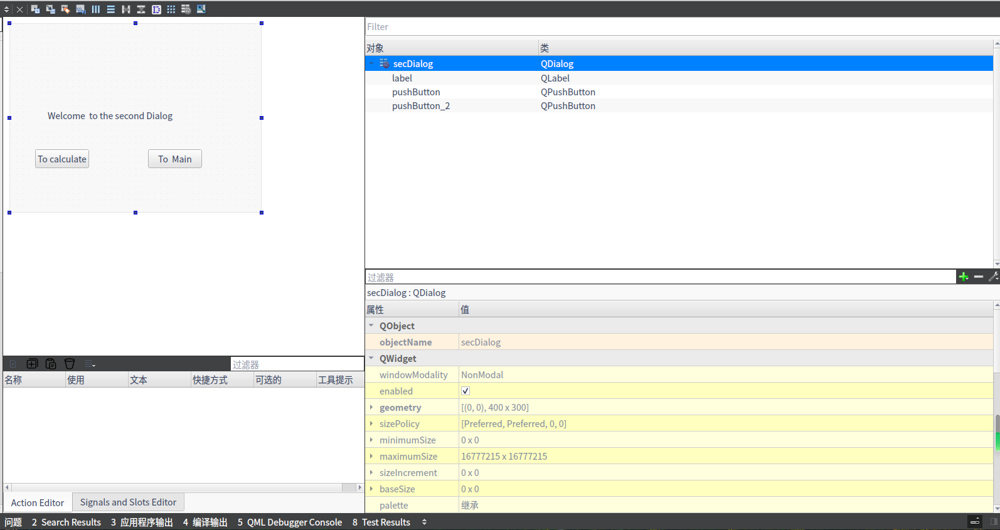 Filter
对象 类
secDialog QDialog
label QLabel
pushButton QPushButton
pushButton_2 QPushButton
Welcome  to the second Dialog
To calculate To  Main
过滤器
secDialog : QDialog
属性 值
QObject
objectName secDialog
QWidget
windowModality NonModal
enabled
geometry [(0, 0), 400 x 300]
sizePolicy [Preferred, Preferred, 0, 0]
minimumSize 0 x 0
maximumSize 16777215 x 16777215
sizeIncrement 0 x 0
baseSize 0 x 0
palette 继承
过滤器
名称 使用 文本 快捷方式 可选的 工具提示
Action Editor Signals and Slots Editor
问题 2 Search Results 3 应用程序输出 4 编译输出 5 QML Debugger Console 8 Test Results